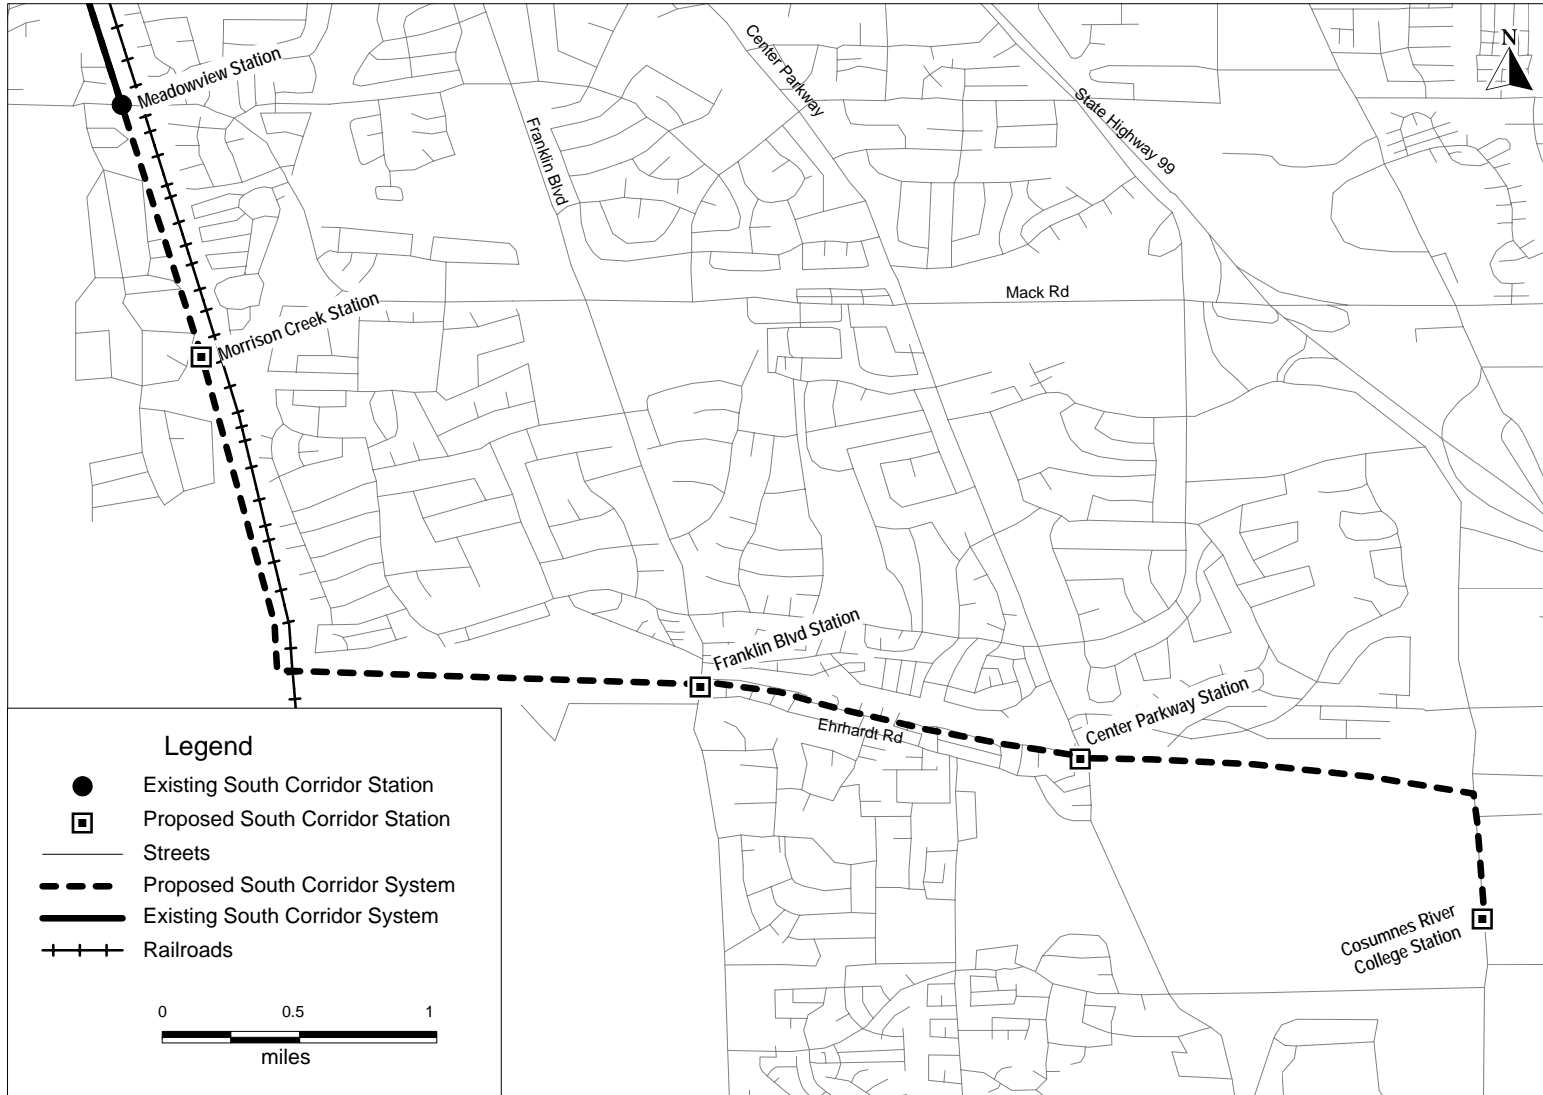 Meadowview Station
Center Parkway
Franklin Blvd
State Highway 99
N
Mack Rd
Morrison Creek Station
Franklin Blvd Station
Ehrhardt Rd
Center Parkway Station
Cosumnes River
College Station
Legend
Existing South Corridor Station
Proposed South Corridor Station
Streets
Proposed South Corridor System
Existing South Corridor System
Railroads
0 0.5 1
miles